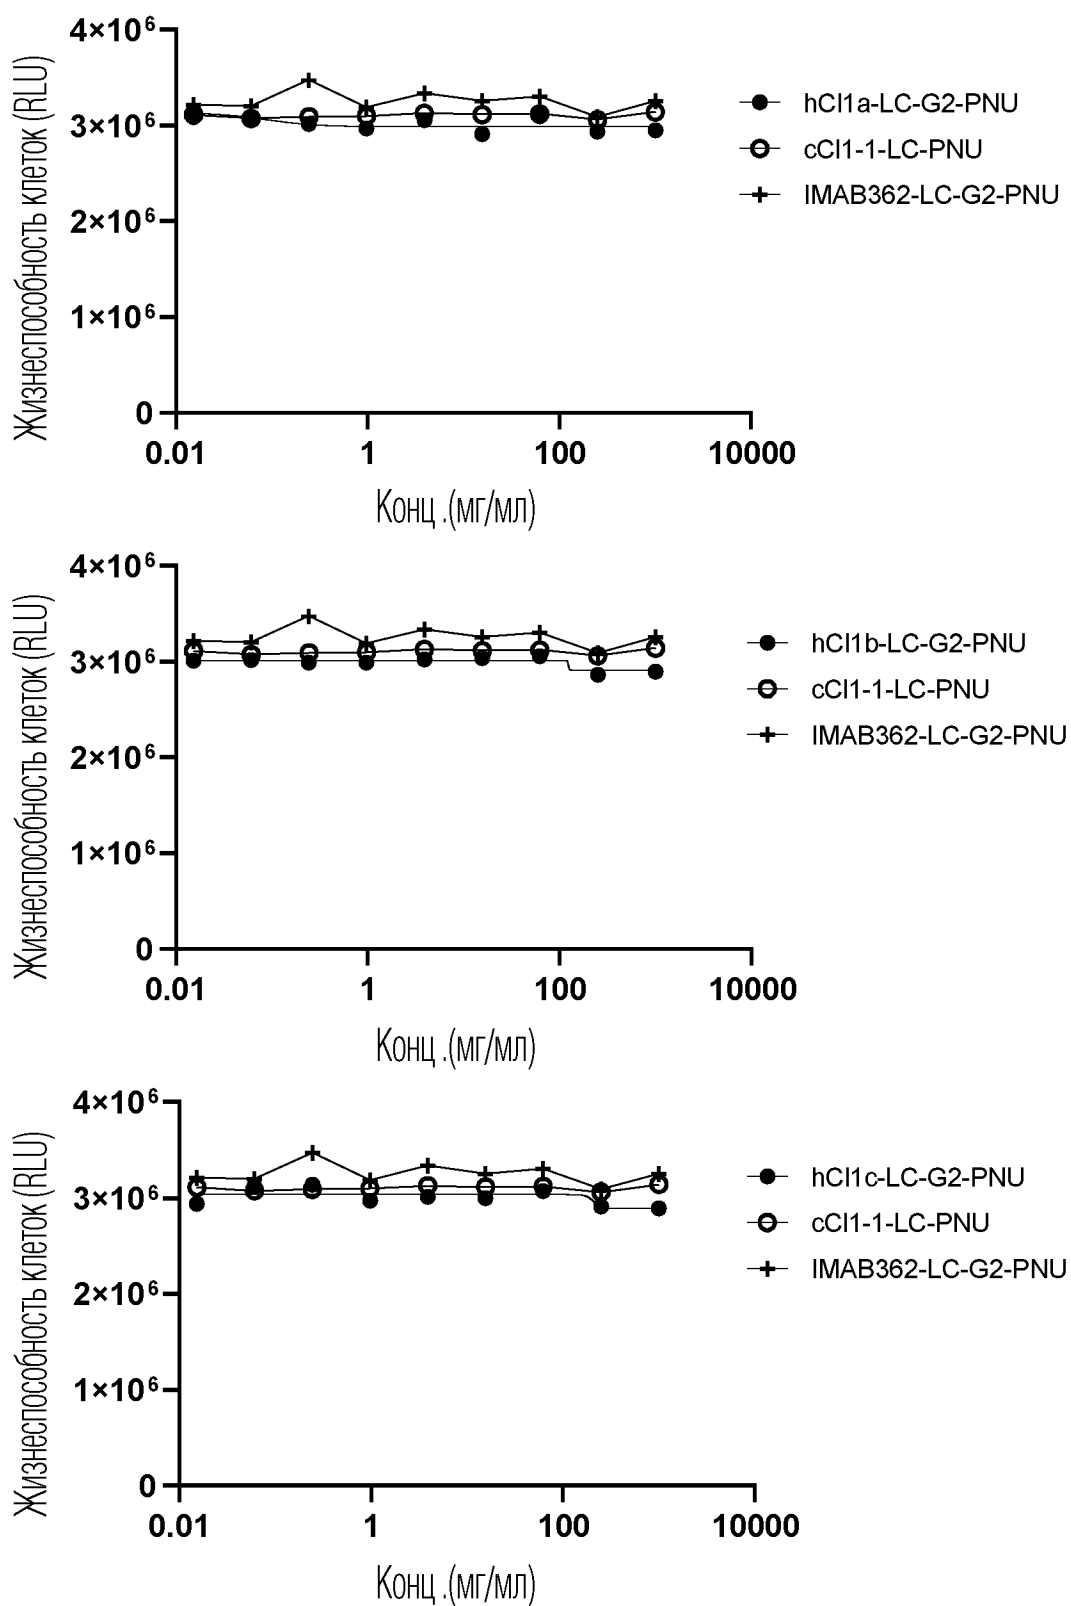 4×10⁶
3×10⁶
2×10⁶
1×10⁶
0
Жизнеспособность клеток (RLU)
0.01 1 100 10000
Конц .(мг/мл)
hCl1a-LC-G2-PNU
cCl1-1-LC-PNU
IMAB362-LC-G2-PNU
4×10⁶
3×10⁶
2×10⁶
1×10⁶
0
Жизнеспособность клеток (RLU)
0.01 1 100 10000
Конц .(мг/мл)
hCl1b-LC-G2-PNU
cCl1-1-LC-PNU
IMAB362-LC-G2-PNU
4×10⁶
3×10⁶
2×10⁶
1×10⁶
0
Жизнеспособность клеток (RLU)
0.01 1 100 10000
Конц .(мг/мл)
hCl1c-LC-G2-PNU
cCl1-1-LC-PNU
IMAB362-LC-G2-PNU